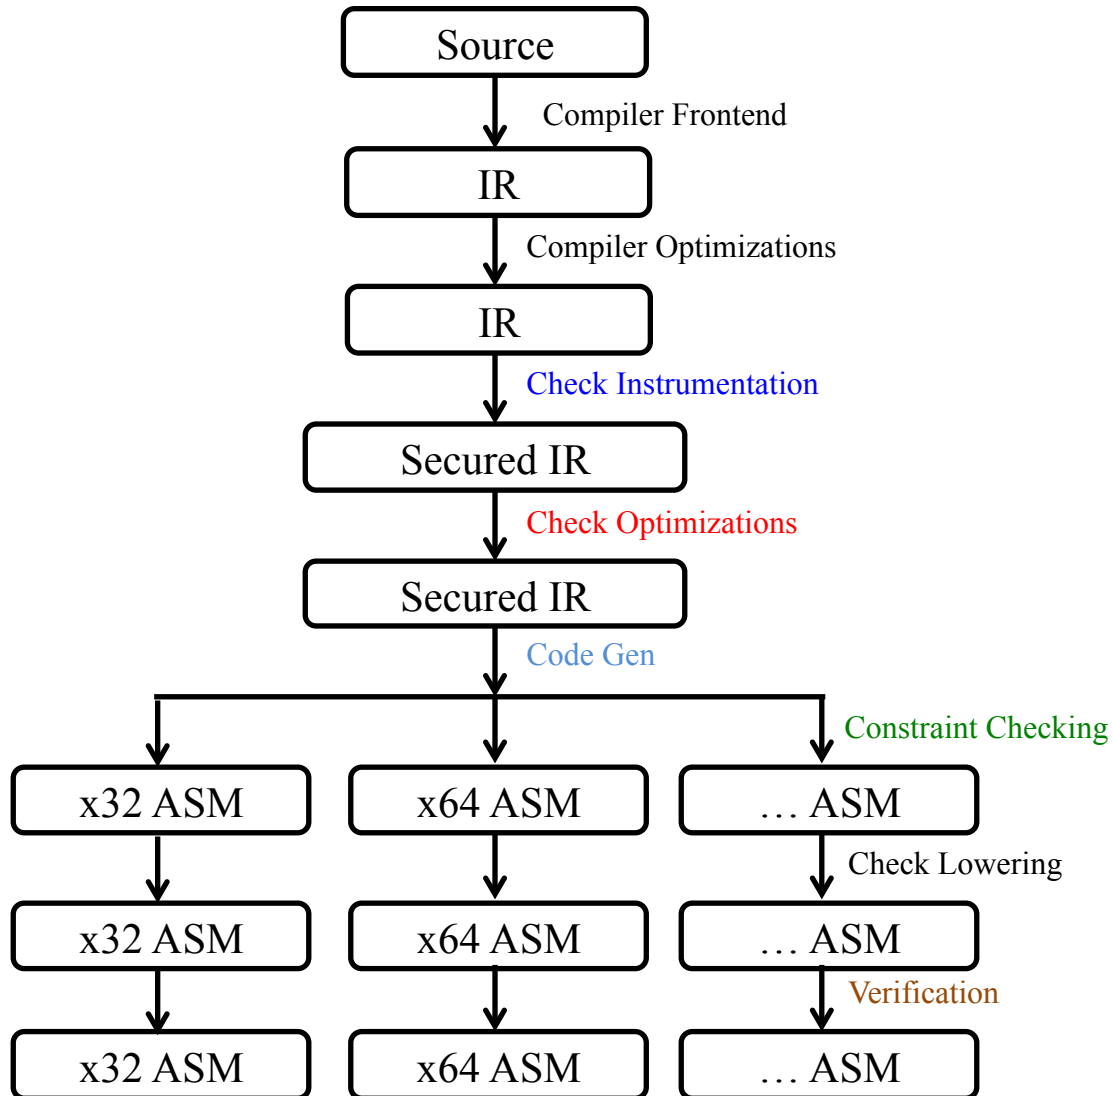 Source
Compiler Frontend
IR
Compiler Optimizations
IR
Check Instrumentation
Secured IR
Check Optimizations
Secured IR
Code Gen
Constraint Checking
x32 ASM
x64 ASM
… ASM
Check Lowering
x32 ASM
x64 ASM
… ASM
Verification
x32 ASM
x64 ASM
… ASM